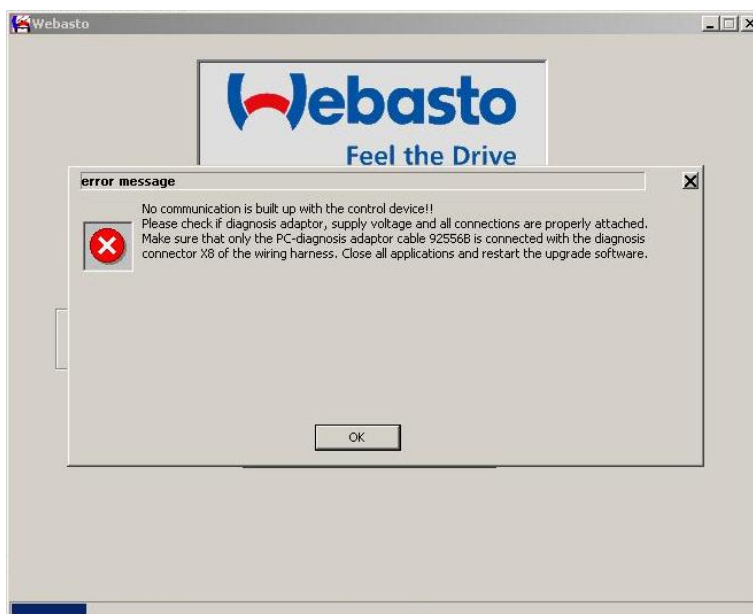 Webasto
Webasto
Feel the Drive
error message
No communication is built up with the control device!!
Please check if diagnosis adaptor, supply voltage and all connections are properly attached.
Make sure that only the PC-diagnosis adaptor cable 92556B is connected with the diagnosis
connector X8 of the wiring harness. Close all applications and restart the upgrade software.
OK